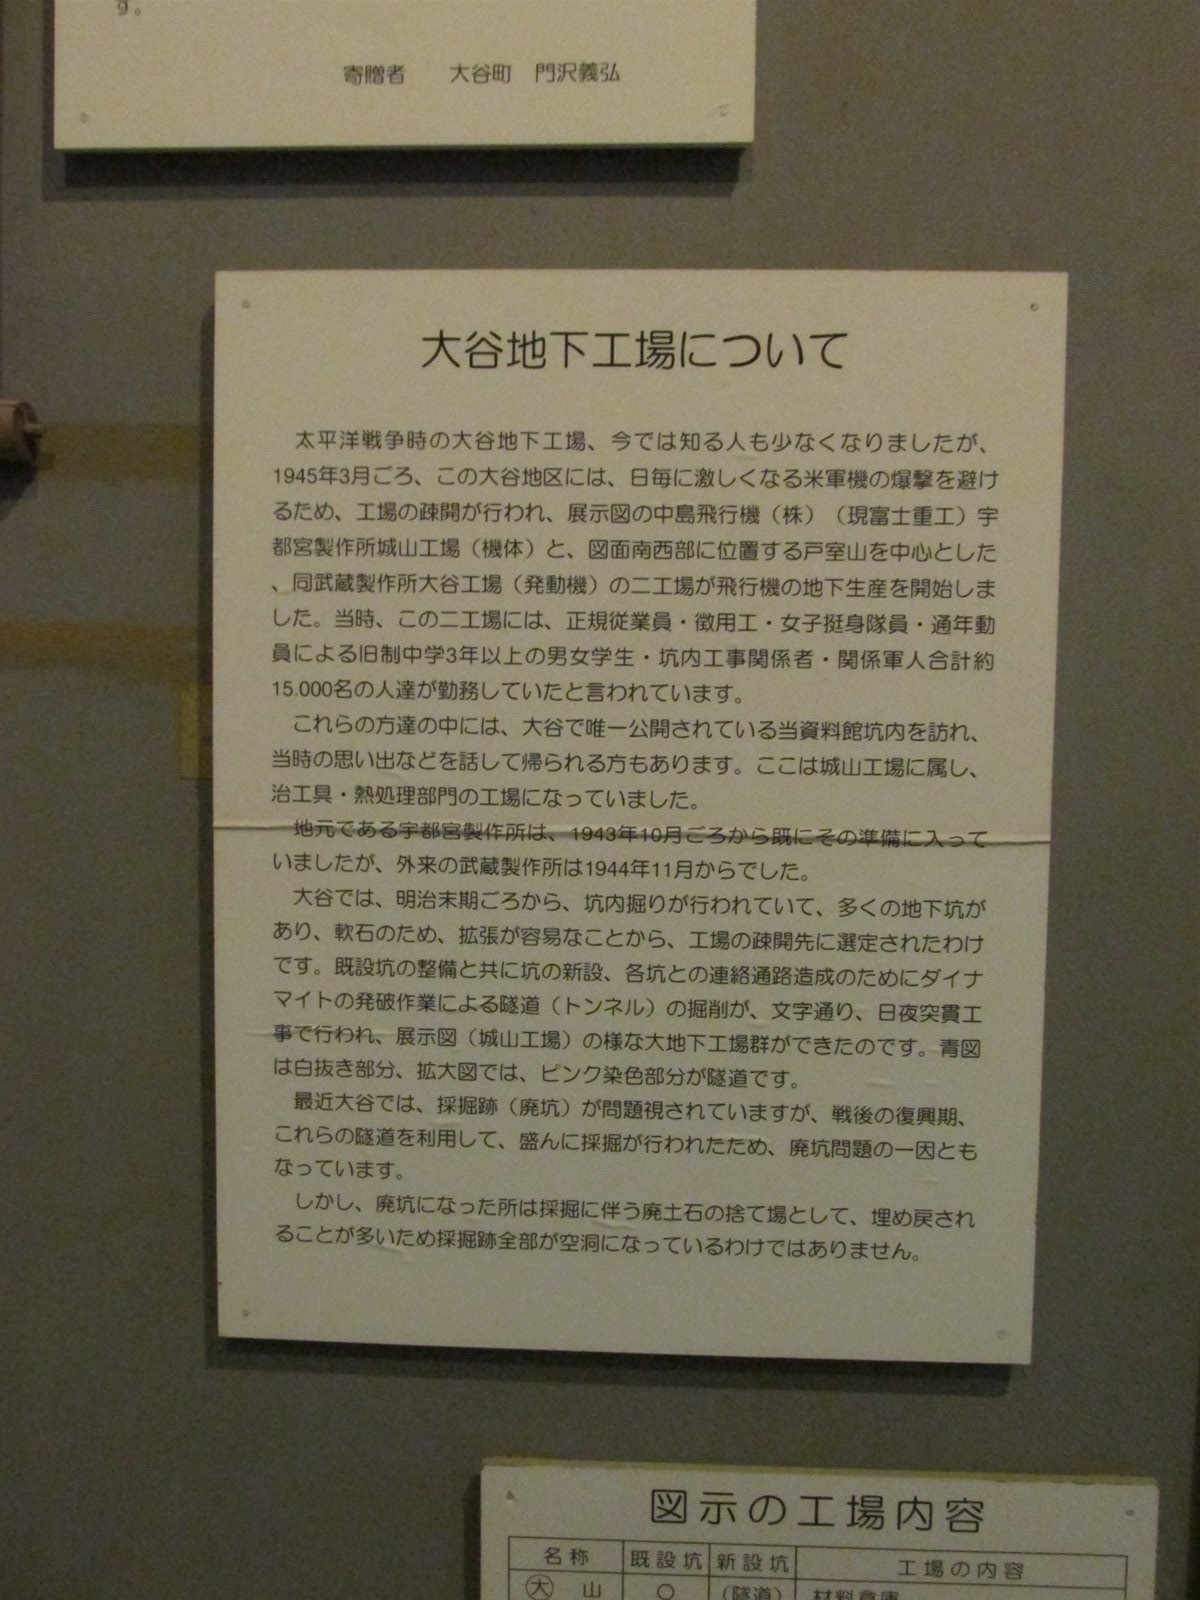 す。
寄贈者　　大谷町　門沢義弘
大谷地下工場について
太平洋戦争時の大谷地下工場、今では知る人も少なくなりましたが、
1945年3月ごろ、この大谷地区には、日毎に激しくなる米軍機の爆撃を避け
るため、工場の疎開が行われ、展示図の中島飛行機（株）（現富士重工）宇
都宮製作所城山工場（機体）と、図面南西部に位置する戸室山を中心とした
、同武蔵製作所大谷工場（発動機）の二工場が飛行機の地下生産を開始しま
した。当時、この二工場には、正規従業員・徴用工・女子挺身隊員・通年動
員による旧制中学3年以上の男女学生・坑内工事関係者・関係軍人合計約
15.000名の人達が勤務していたと言われています。
これらの方達の中には、大谷で唯一公開されている当資料館坑内を訪れ、
当時の思い出などを話して帰られる方もあります。ここは城山工場に属し、
治工具・熱処理部門の工場になっていました。
地元である宇都宮製作所は、1943年10月ごろから既にその準備に入って
いましたが、外来の武蔵製作所は1944年11月からでした。
大谷では、明治末期ごろから、坑内掘りが行われていて、多くの地下坑が
あり、軟石のため、拡張が容易なことから、工場の疎開先に選定されたわけ
です。既設坑の整備と共に坑の新設、各坑との連絡通路造成のためにダイナ
マイトの発破作業による隧道（トンネル）の掘削が、文字通り、日夜突貫工
事で行われ、展示図（城山工場）の様な大地下工場群ができたのです。青図
は白抜き部分、拡大図では、ピンク染色部分が隧道です。
最近大谷では、採掘跡（廃坑）が問題視されていますが、戦後の復興期、
これらの隧道を利用して、盛んに採掘が行われたため、廃坑問題の一因とも
なっています。
しかし、廃坑になった所は採掘に伴う廃土石の捨て場として、埋め戻され
ることが多いため採掘跡全部が空洞になっているわけではありません。
図示の工場内容
名称　既設坑　新設坑　工場の内容
㊅　山　○　（隧道）　材料倉庫